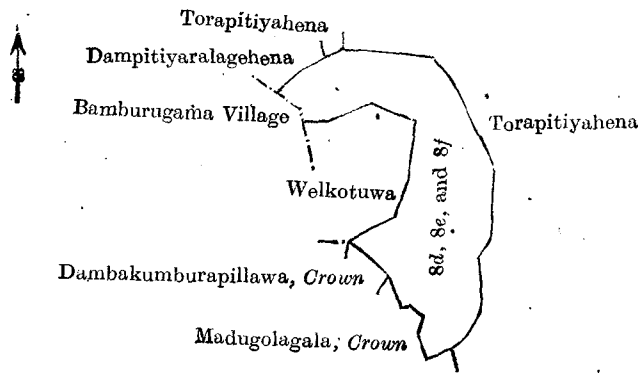 Torapitiyahena
Dampitiyaralagehena
Bamburugama Village
Torapitiyahena
Welkotuwa
8d, 8e, and 8f
Dambakumburapillawa, Crown
Madugolagala, Crown